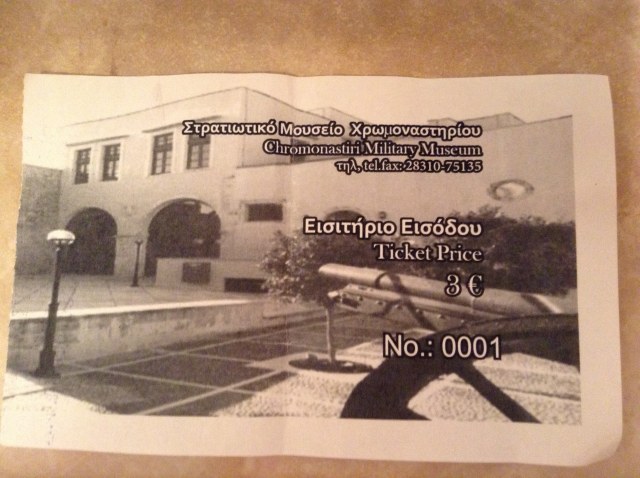 Στρατιωτικό Μουσείο Χρωμοναστηρίου
Chromonastiri Military Museum
τηλ, tel.fax: 28310-75135
Εισιτήριο Εισόδου
Ticket Price
3 €
No.: 0001